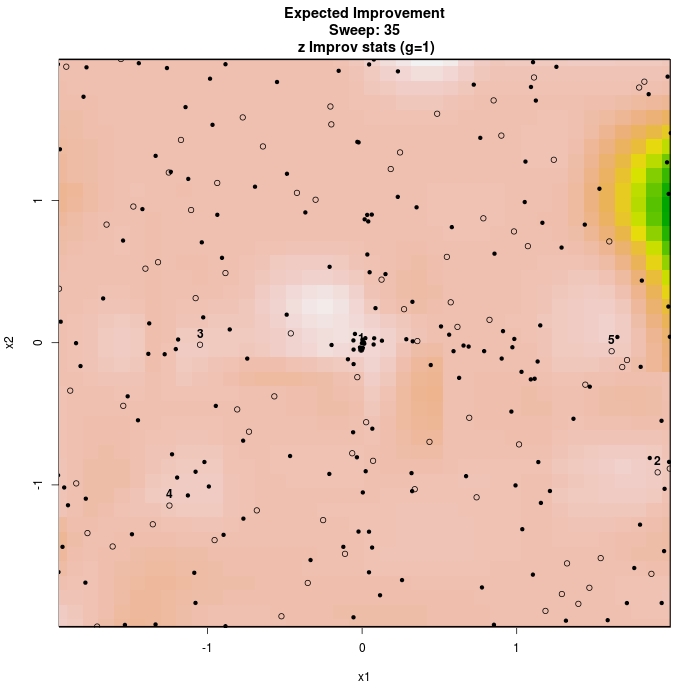 Expected Improvement
Sweep: 35
z Improv stats (g=1)
x2
1
0
-1
1
3
5
2
4
-1
0
1
x1